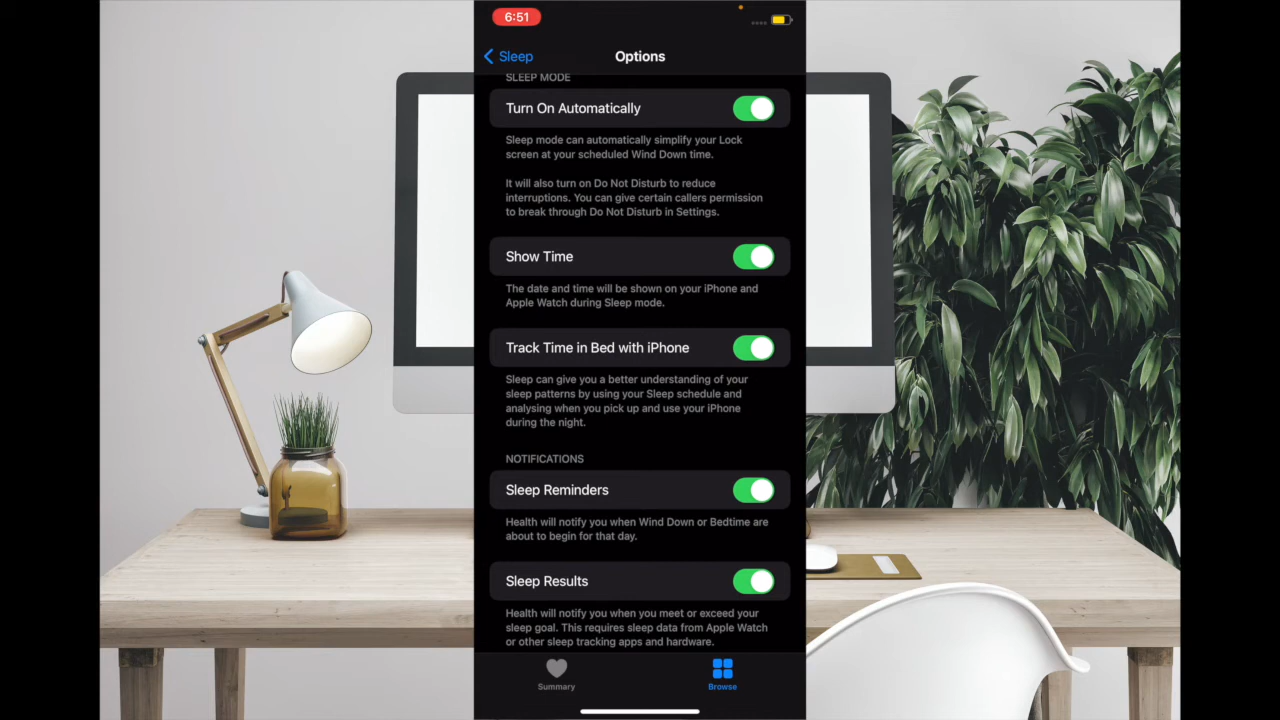 6:51
Sleep
Options
SLEEP MODE
Turn On Automatically
Sleep mode can automatically simplify your Lock
screen at your scheduled Wind Down time.
It will also turn on Do Not Disturb to reduce
interruptions. You can give certain callers permission
to break through Do Not Disturb in Settings.
Show Time
The date and time will be shown on your iPhone and
Apple Watch during Sleep mode.
Track Time in Bed with iPhone
Sleep can give you a better understanding of your
sleep patterns by using your Sleep schedule and
analysing when you pick up and use your iPhone
during the night.
NOTIFICATIONS
Sleep Reminders
Health will notify you when Wind Down or Bedtime are
about to begin for that day.
Sleep Results
Health will notify you when you meet or exceed your
sleep goal. This requires sleep data from Apple Watch
or other sleep tracking apps and hardware.
Summary
Browse